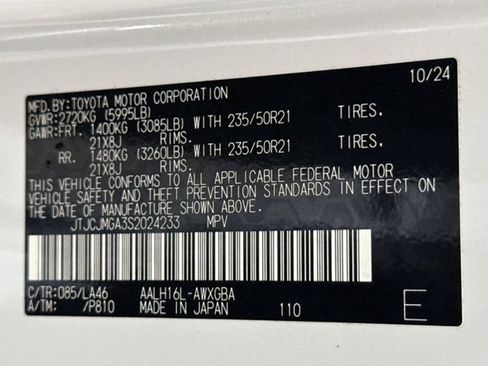 10/24
MFD.BY:TOYOTA MOTOR CORPORATION
GVWR:2720KG (5995LB)
GAWR:FRT. 1400KG (3085LB) WITH 235/50R21 TIRES.
21X8J RIMS.
RR. 1480KG (3260LB) WITH 235/50R21 TIRES.
21X8J RIMS.
THIS VEHICLE CONFORMS TO ALL APPLICABLE FEDERAL MOTOR
VEHICLE SAFETY AND THEFT PREVENTION STANDARDS IN EFFECT ON
THE DATE OF MANUFACTURE SHOWN ABOVE.
JTJCJMGA3S2024233 MPV
C/TR:085/LA46 AALH16L-AWXGBA
A/TM: /P810 MADE IN JAPAN 110 E